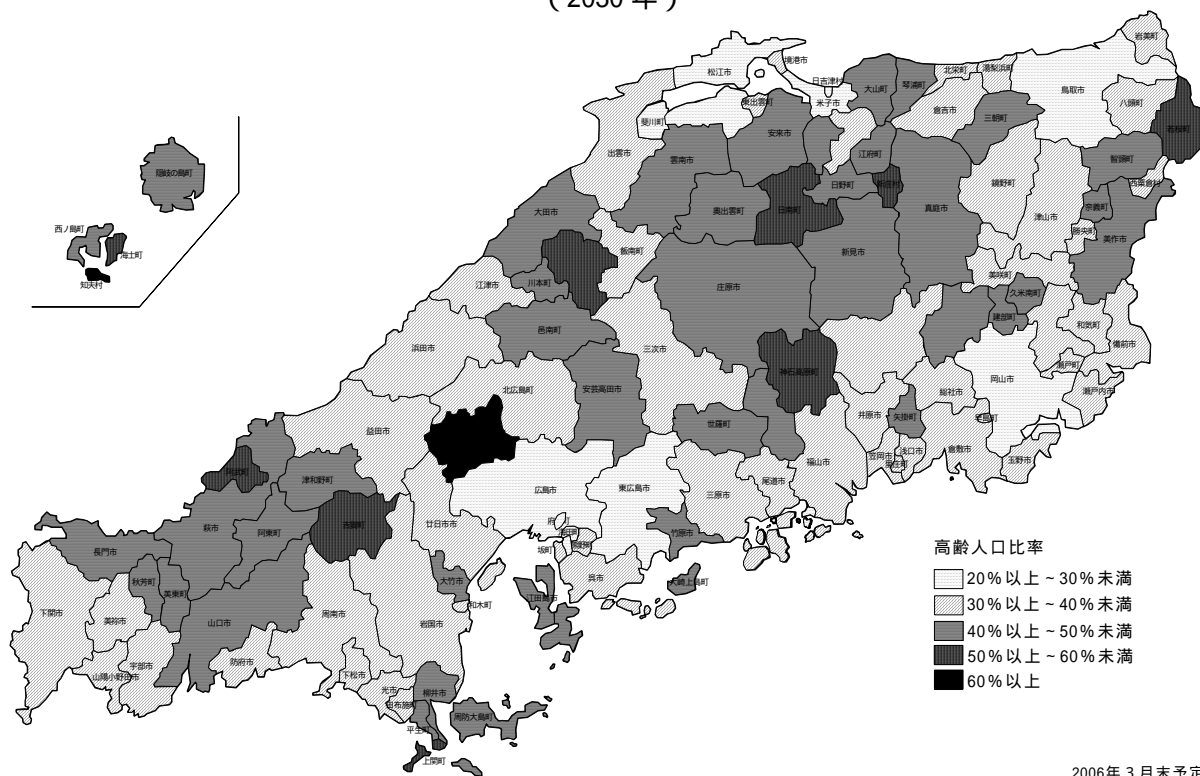 (2030年)
岩美町
境港市
松江市
北栄町
湯梨浜町
日吉津村
大山町
琴浦町
鳥取市
東出雲町
米子市
倉吉市
八頭町
斐川町
三朝町
安来市
若桜町
出雲市
雲南市
江府町
智頭町
隠岐の島町
日野町
新庄村
鏡野町
西粟倉村
奥出雲町
日南町
真庭市
大田市
津山市
西ノ島町
勝央町
美作市
海士町
飯南町
新見市
知夫村
江津市
川本町
庄原市
美咲町
久米南町
建部町
邑南町
和気町
浜田市
三次市
備前市
瀬戸町
神石高原町
岡山市
北広島町
安芸高田市
総社市
瀬戸内市
井原市
矢掛町
早島町
世羅町
益田市
笠岡市
浅口市
倉敷市
玉野市
福山市
里庄町
阿武町
津和野町
広島市
東広島市
三原市
尾道市
萩市
阿東町
廿日市市
竹原市
長門市
坂町
熊野町
秋芳町
大竹市
呉市
大崎上島町
美東町
江田島市
下関市
美祢市
山口市
周南市
和木町
岩国市
防府市
宇部市
山陽小野田市
下松市
光市
柳井市
田布施町
平生町
周防大島町
上関町
高齢人口比率
20%以上~30%未満
30%以上~40%未満
40%以上~50%未満
50%以上~60%未満
60%以上
2006年3月末予定